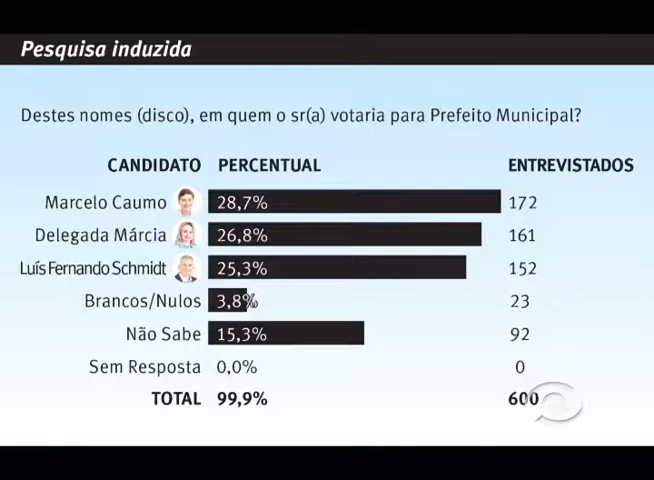 Pesquisa induzida
Destes nomes (disco), em quem o sr(a) votaria para Prefeito Municipal?
CANDIDATO PERCENTUAL ENTREVISTADOS
Marcelo Caumo 28,7% 172
Delegada Márcia 26,8% 161
Luís Fernando Schmidt 25,3% 152
Brancos/Nulos 3,8% 23
Não Sabe 15,3% 92
Sem Resposta 0,0% 0
TOTAL 99,9% 600